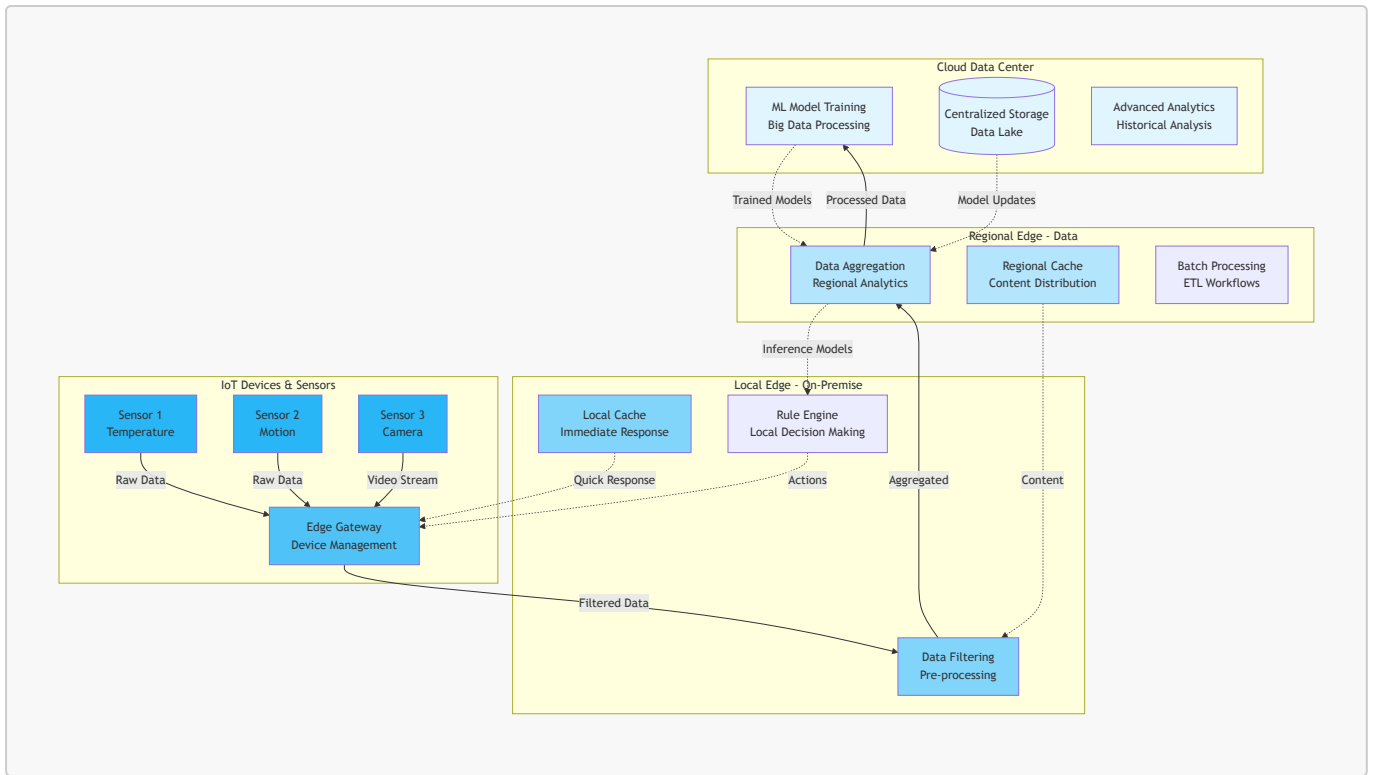 Cloud Data Center
ML Model Training
Big Data Processing
Centralized Storage
Data Lake
Advanced Analytics
Historical Analysis
Trained Models
Processed Data
Model Updates
Regional Edge - Data
Data Aggregation
Regional Analytics
Regional Cache
Content Distribution
Batch Processing
ETL Workflows
Inference Models
IoT Devices & Sensors
Sensor 1
Temperature
Sensor 2
Motion
Sensor 3
Camera
Raw Data
Raw Data
Video Stream
Edge Gateway
Device Management
Local Edge - On-Premise
Local Cache
Immediate Response
Rule Engine
Local Decision Making
Quick Response
Actions
Aggregated
Content
Filtered Data
Data Filtering
Pre-processing